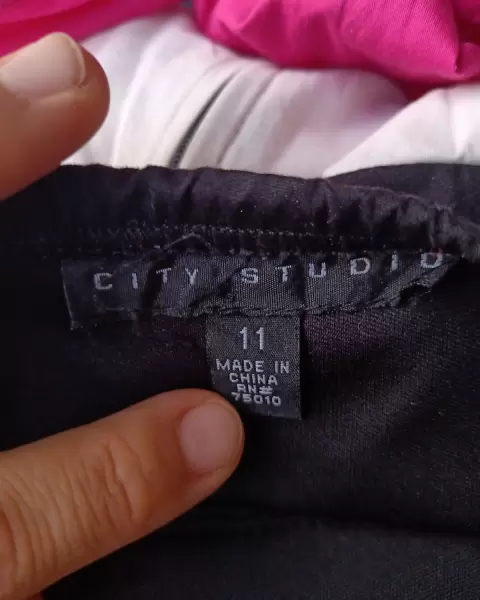 CITY STUDIO
11
MADE IN
CHINA
RN#
75010